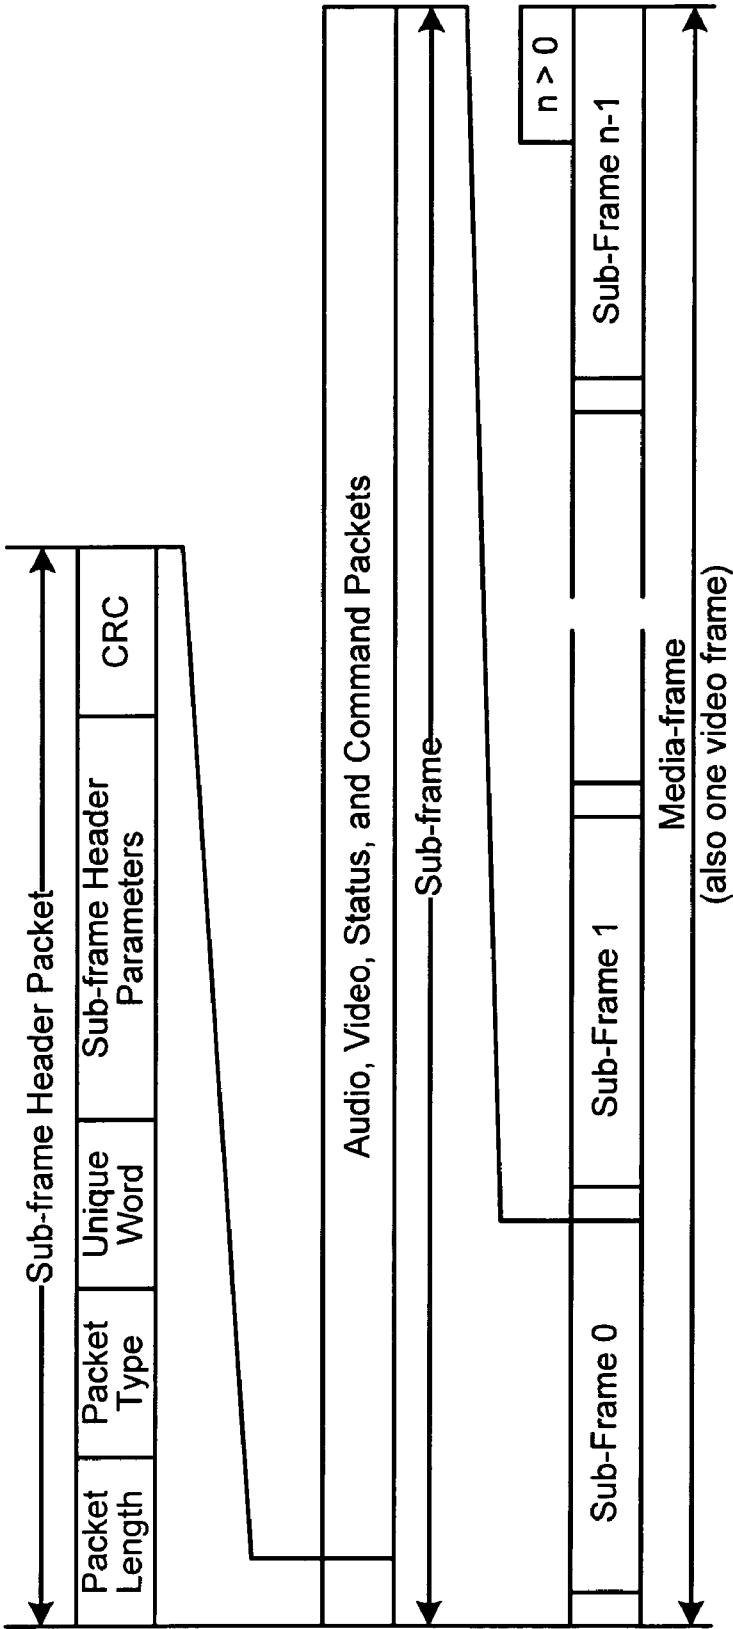 Sub-frame Header Packet
Packet
Length
Packet
Type
Unique
Word
Sub-frame Header
Parameters
CRC
Audio, Video, Status, and Command Packets
Sub-frame
n > 0
Sub-Frame 0
Sub-Frame 1
Sub-Frame n-1
Media-frame
(also one video frame)